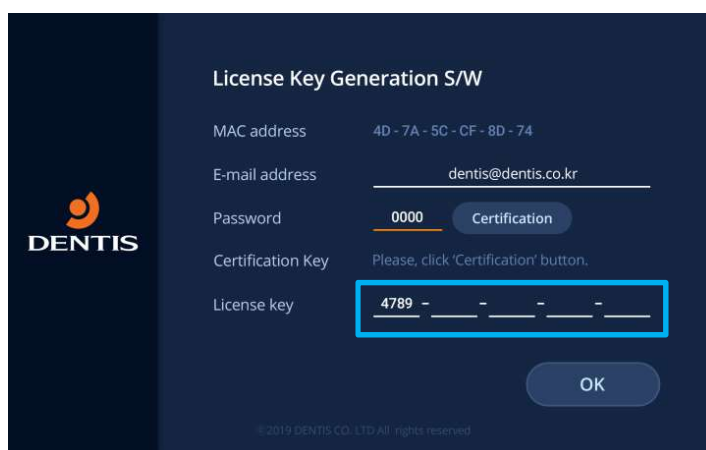 License Key Generation S/W
MAC address 4D - 7A - 5C - CF - 8D - 74
E-mail address dentis@dentis.co.kr
Password 0000 Certification
DENTIS
Certification Key Please, click 'Certification' button.
License key 4789 - - - -
OK
©2019 DENTIS CO. LTD All rights reserved